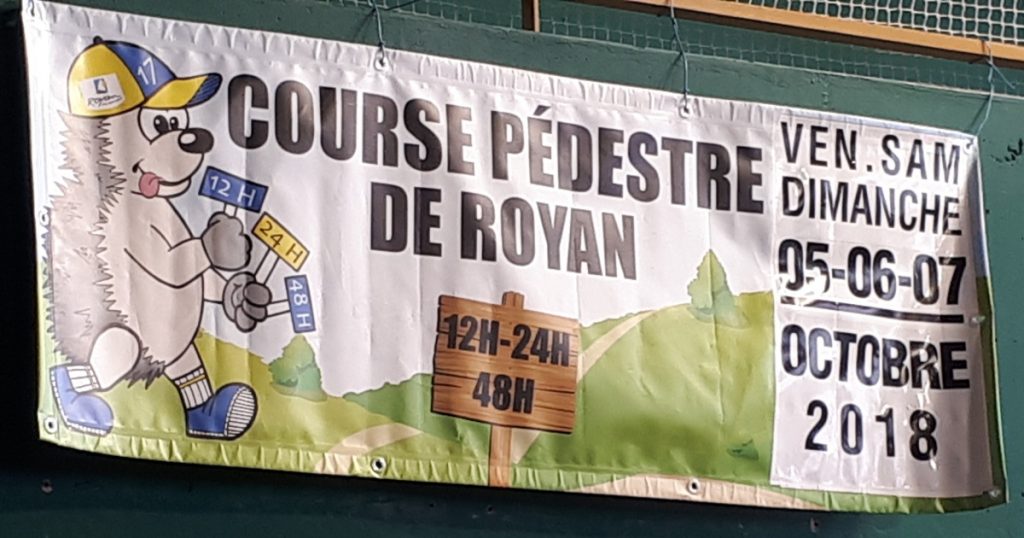 COURSE PÉDESTRE
DE ROYAN
VEN.SAM
DIMANCHE
05-06-07
OCTOBRE
2018
17
Royan
12 H
24 H
48 H
12H-24H
48H